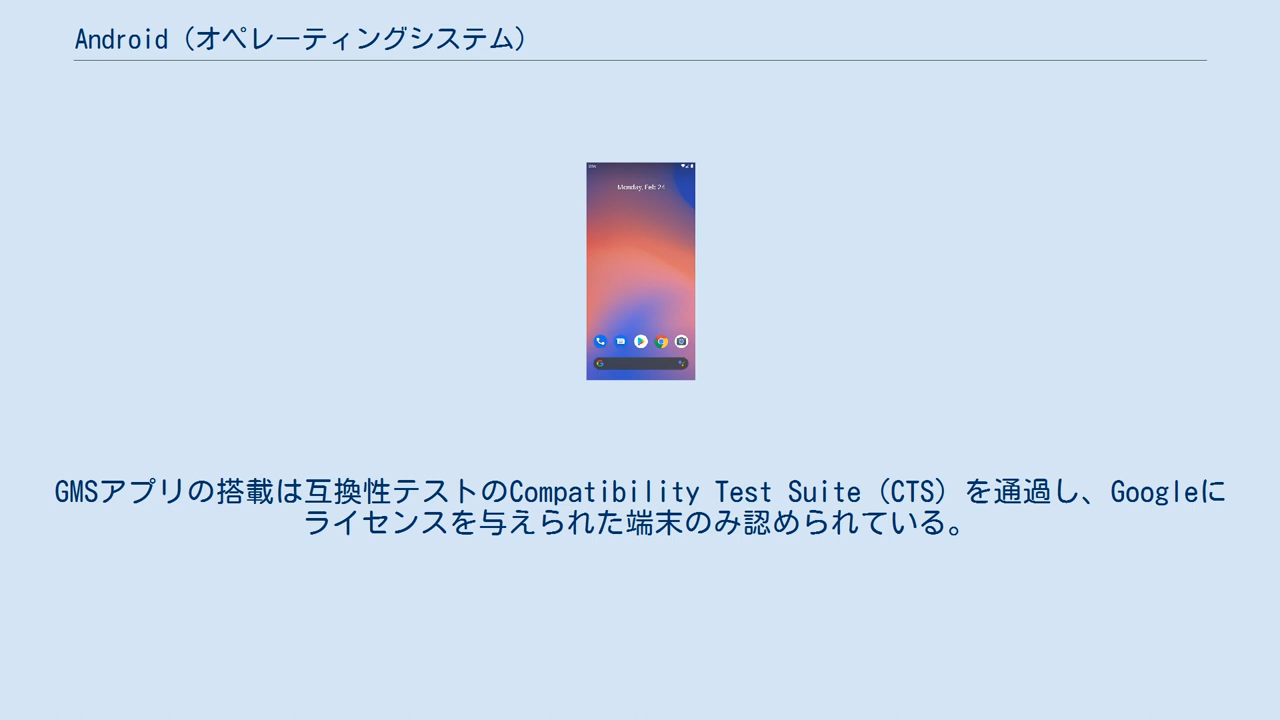 Android（オペレーティングシステム）
Monday, Feb 24
GMSアプリの搭載は互換性テストのCompatibility Test Suite（CTS）を通過し、Googleに
ライセンスを与えられた端末のみ認められている。